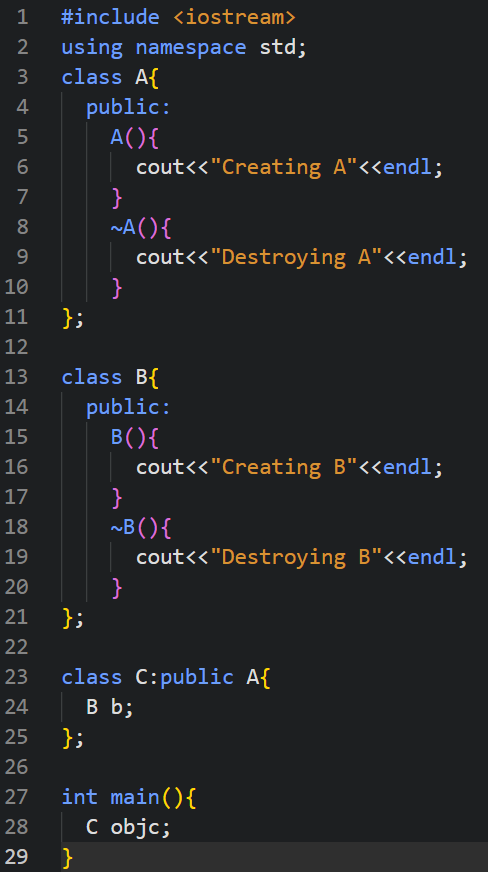 1 #include <iostream>
2 using namespace std;
3 class A{
4   public:
5     A(){
6       cout<<"Creating A"<<endl;
7     }
8     ~A(){
9       cout<<"Destroying A"<<endl;
10     }
11 };
12
13 class B{
14   public:
15     B(){
16       cout<<"Creating B"<<endl;
17     }
18     ~B(){
19       cout<<"Destroying B"<<endl;
20     }
21 };
22
23 class C:public A{
24   B b;
25 };
26
27 int main(){
28   C objc;
29 }